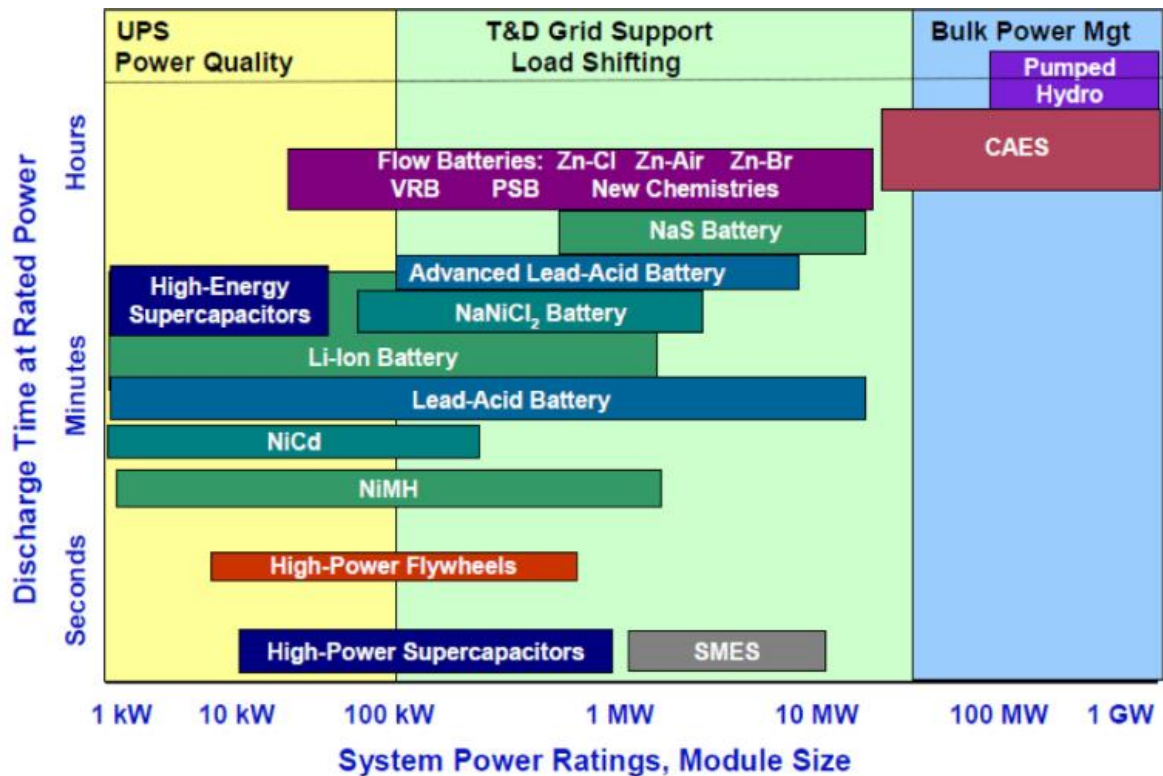 UPS
Power Quality
T&D Grid Support
Load Shifting
Bulk Power Mgt
Pumped
Hydro
CAES
Flow Batteries: Zn-Cl Zn-Air Zn-Br
VRB PSB New Chemistries
NaS Battery
Advanced Lead-Acid Battery
High-Energy
Supercapacitors
NaNiCl₂ Battery
Li-Ion Battery
Lead-Acid Battery
NiCd
NiMH
High-Power Flywheels
High-Power Supercapacitors
SMES
Discharge Time at Rated Power
Hours
Minutes
Seconds
1 kW 10 kW 100 kW 1 MW 10 MW 100 MW 1 GW
System Power Ratings, Module Size